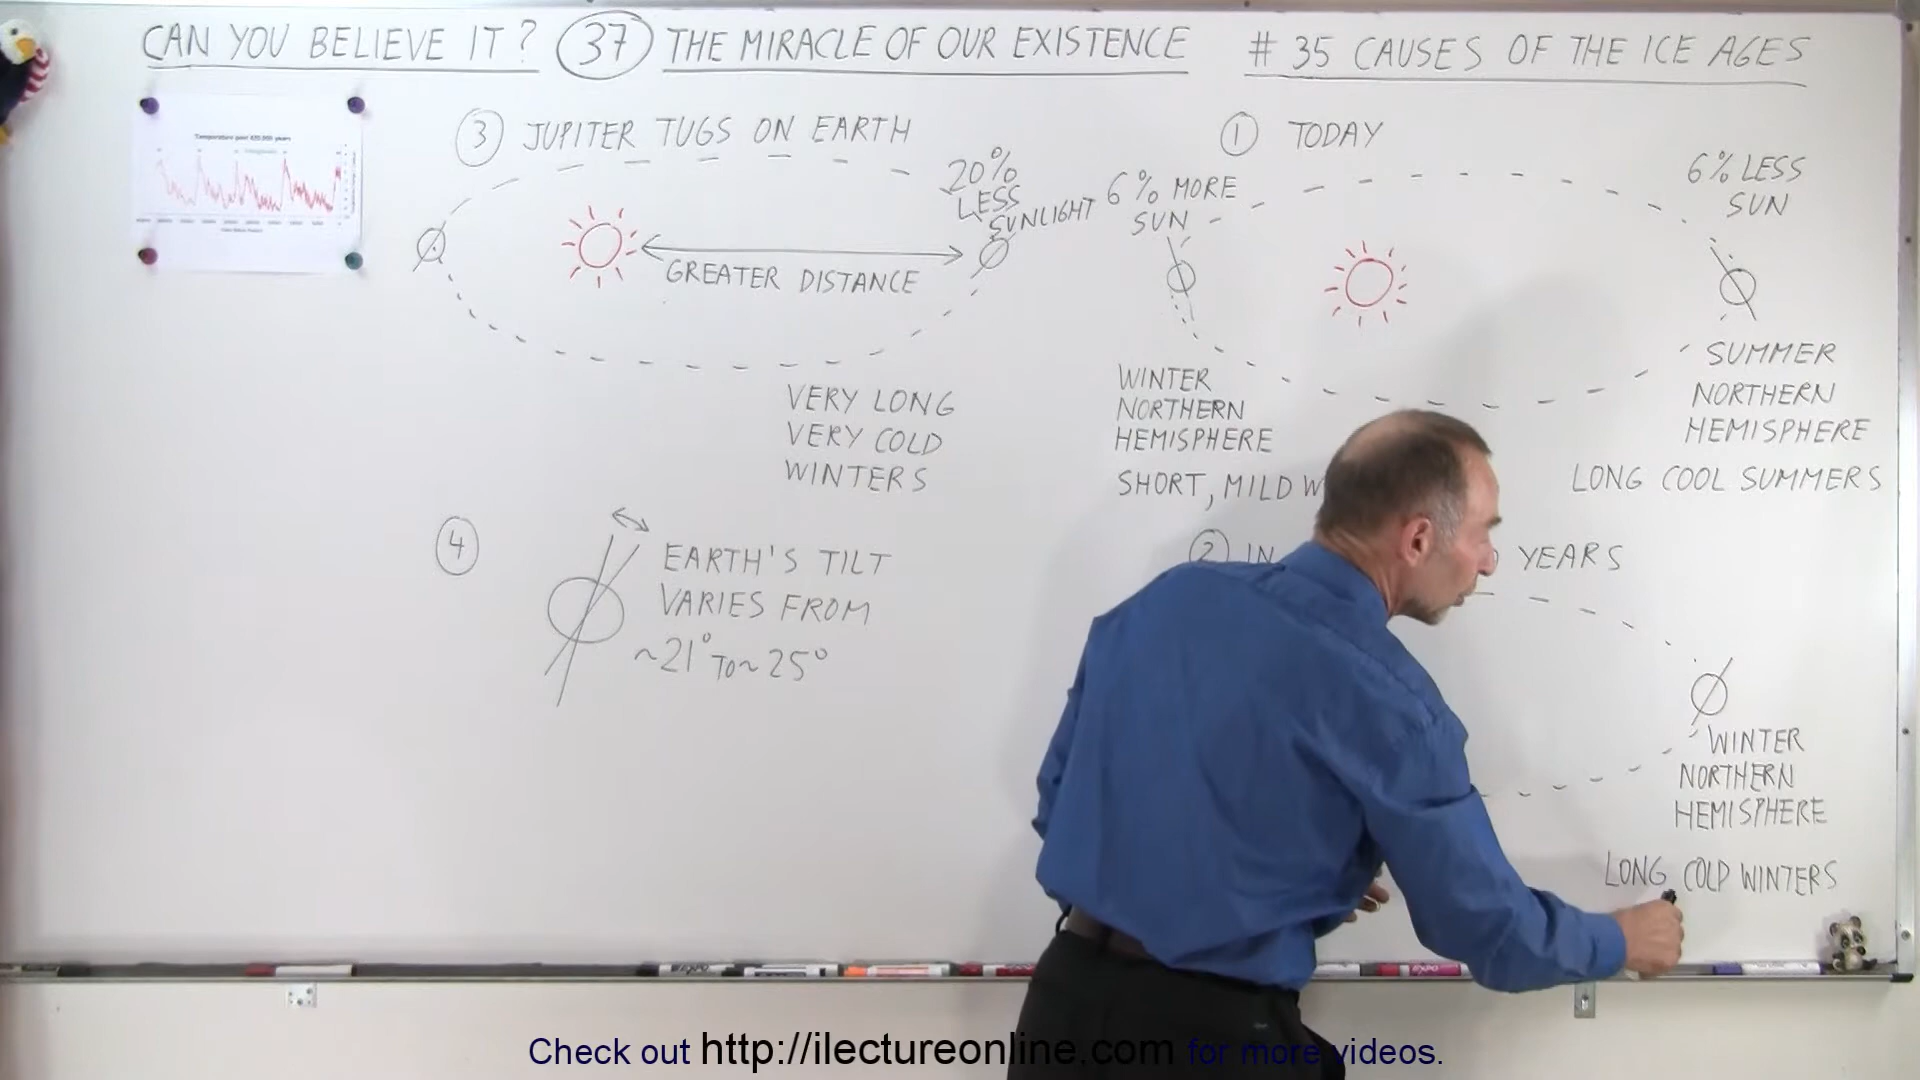 CAN YOU BELIEVE IT? 37 THE MIRACLE OF OUR EXISTENCE # 35 CAUSES OF THE ICE AGES
3 JUPITER TUGS ON EARTH
20%
LESS
SUNLIGHT
GREATER DISTANCE
VERY LONG
VERY COLD
WINTERS
4
EARTH'S TILT
VARIES FROM
~21° TO ~25°
1 TODAY
6% MORE
SUN
6% LESS
SUN
WINTER
NORTHERN
HEMISPHERE
SHORT, MILD W
SUMMER
NORTHERN
HEMISPHERE
LONG COOL SUMMERS
2 IN YEARS
WINTER
NORTHERN
HEMISPHERE
LONG COLD WINTERS
Check out http://ilectureonline.com for more videos.